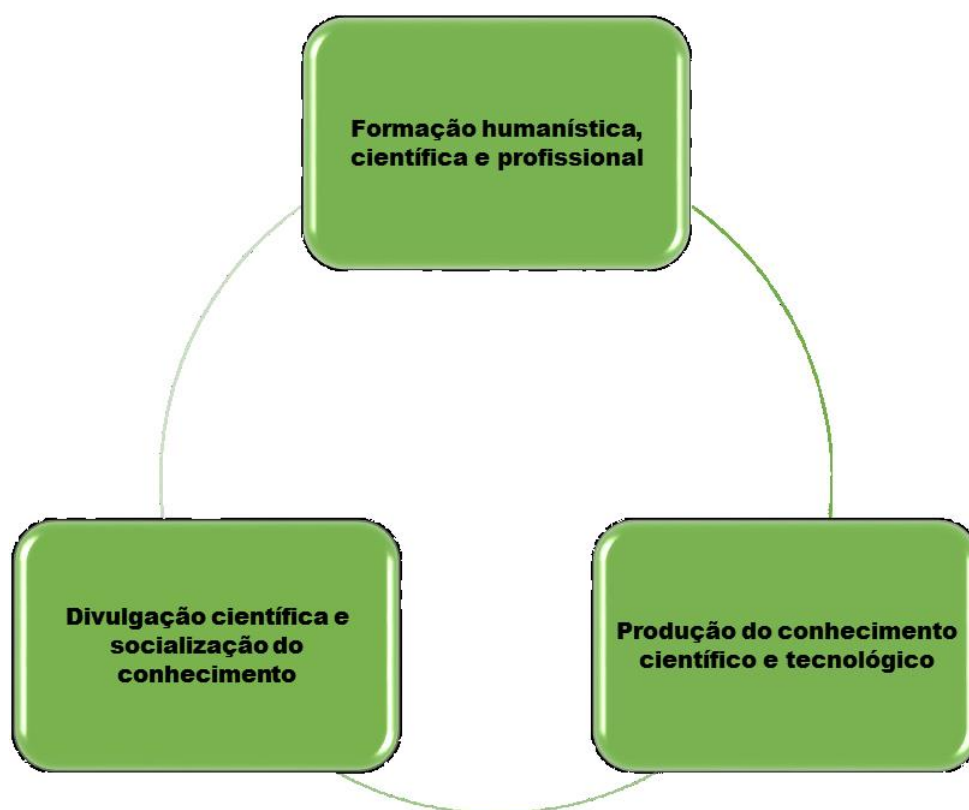 Formação humanística,
científica e profissional
Divulgação científica e
socialização do
conhecimento
Produção do conhecimento
científico e tecnológico